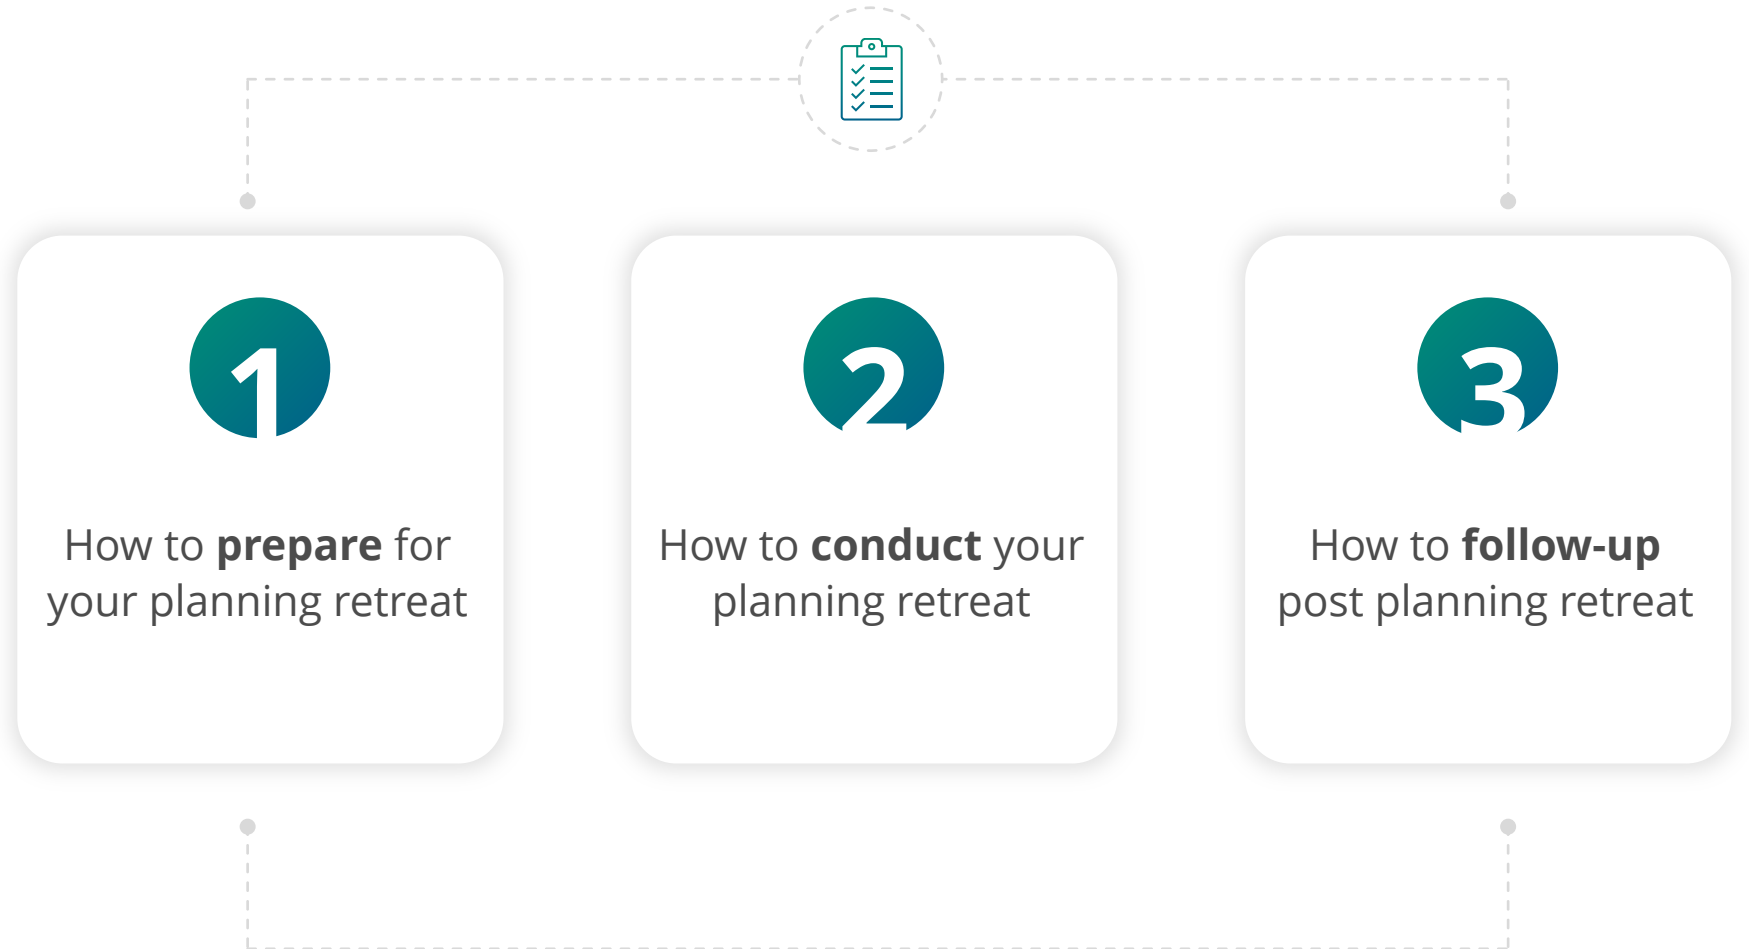 1
How to prepare for
your planning retreat
2
How to conduct your
planning retreat
3
How to follow-up
post planning retreat